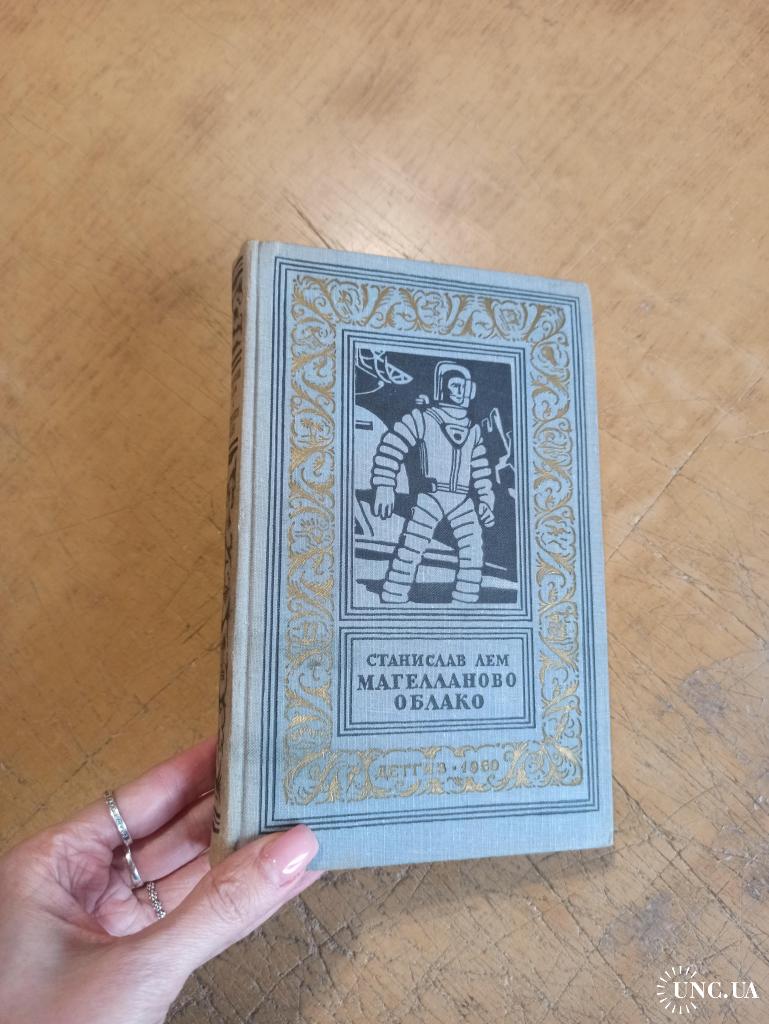 СТАНИСЛАВ ЛЕМ
МАГЕЛЛАНОВО
ОБЛАКО
ДЕТГИЗ · 1960
UNC.UA